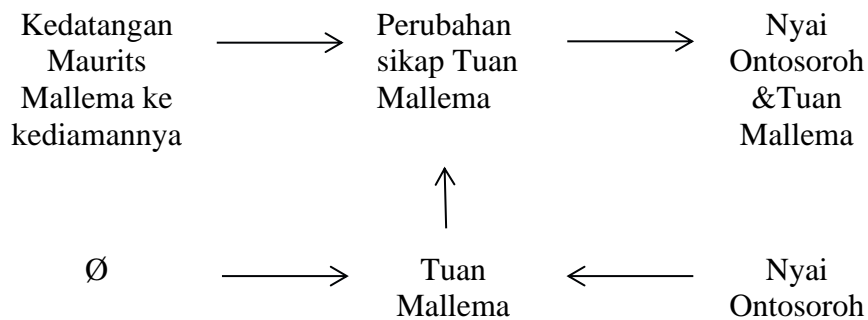 Kedatangan
Maurits
Mallema ke
kediamannya
Perubahan
sikap Tuan
Mallema
Nyai
Ontosoroh
&Tuan
Mallema
Ø
Tuan
Mallema
Nyai
Ontosoroh